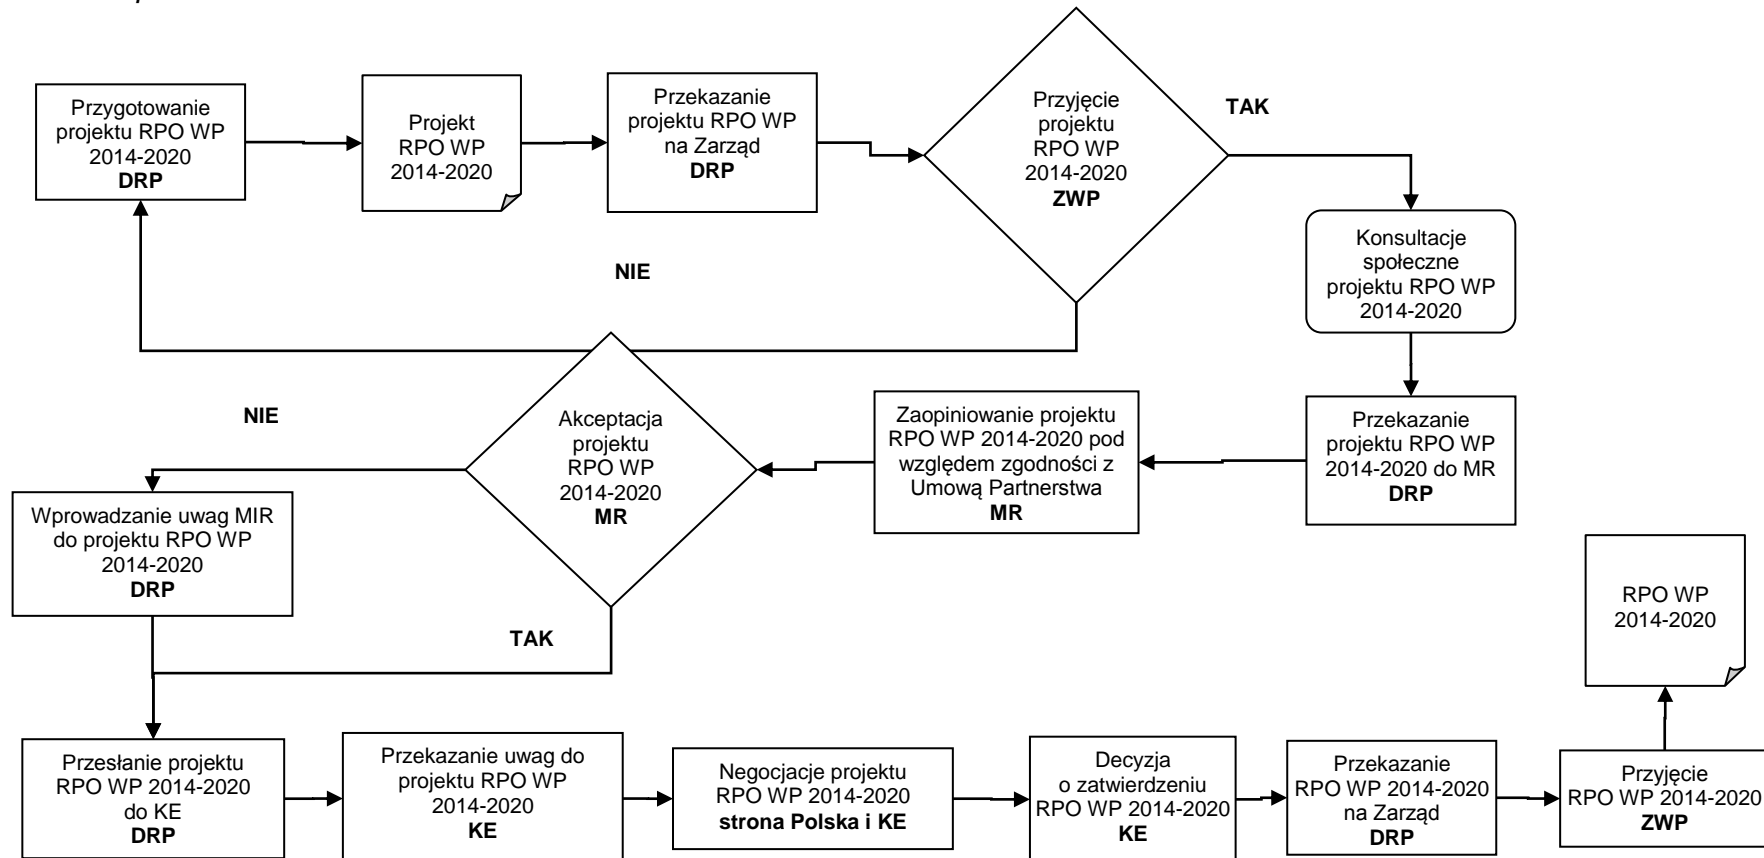 Przygotowanie
projektu RPO WP
2014-2020
DRP
Projekt
RPO WP
2014-2020
Przekazanie
projektu RPO WP
na Zarząd
DRP
Przyjęcie
projektu
RPO WP
2014-2020
ZWP
TAK
NIE
Konsultacje
społeczne
projektu RPO WP
2014-2020
Przekazanie
projektu RPO WP
2014-2020 do MR
DRP
Zaopiniowanie projektu
RPO WP 2014-2020 pod
względem zgodności z
Umową Partnerstwa
MR
Akceptacja
projektu
RPO WP
2014-2020
MR
NIE
Wprowadzanie uwag MIR
do projektu RPO WP
2014-2020
DRP
TAK
Przesłanie projektu
RPO WP 2014-2020
do KE
DRP
Przekazanie uwag do
projektu RPO WP
2014-2020
KE
Negocjacje projektu
RPO WP 2014-2020
strona Polska i KE
Decyzja
o zatwierdzeniu
RPO WP 2014-2020
KE
Przekazanie
RPO WP 2014-2020
na Zarząd
DRP
Przyjęcie
RPO WP 2014-2020
ZWP
RPO WP
2014-2020